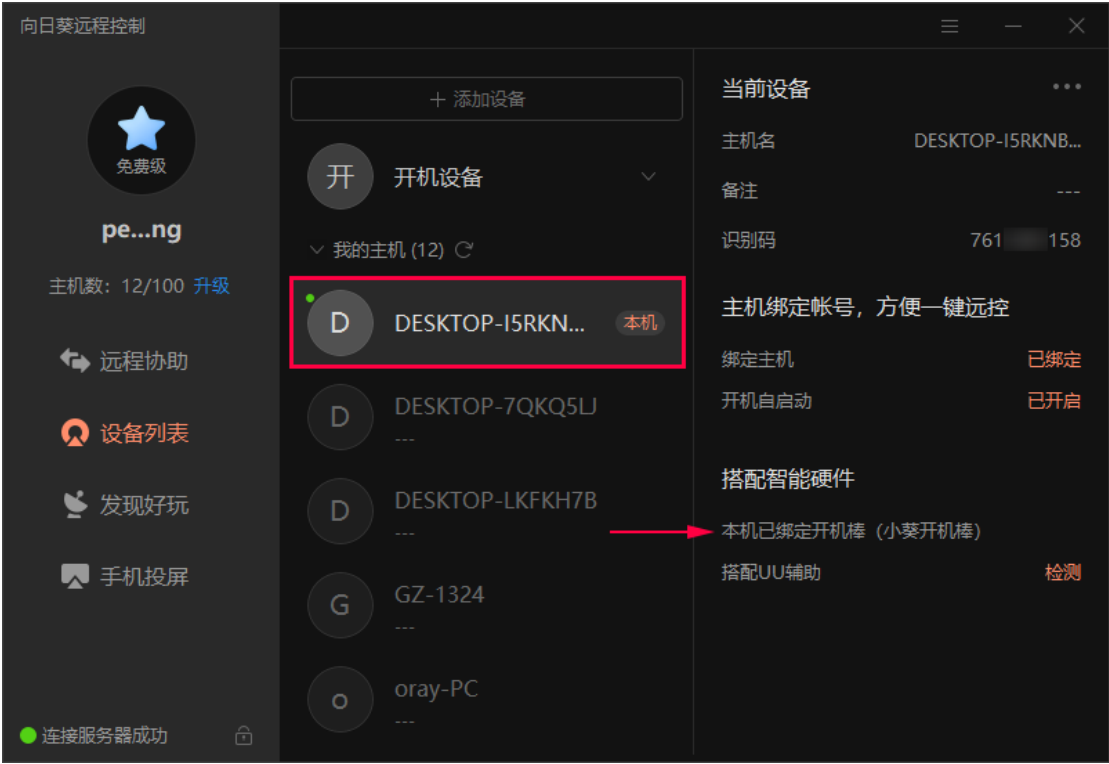 向日葵远程控制
免费级
pe...ng
主机数：12/100 升级
远程协助
设备列表
发现好玩
手机投屏
连接服务器成功
添加设备
开 开机设备
我的主机 (12)
D DESKTOP-I5RKN... 本机
D DESKTOP-7QKQ5LJ
---
D DESKTOP-LKFKH7B
---
G GZ-1324
---
o oray-PC
---
当前设备
主机名 DESKTOP-I5RKNB...
备注 ---
识别码 761 158
主机绑定帐号，方便一键远控
绑定主机 已绑定
开机自启动 已开启
搭配智能硬件
本机已绑定开机棒（小葵开机棒）
搭配UU辅助 检测